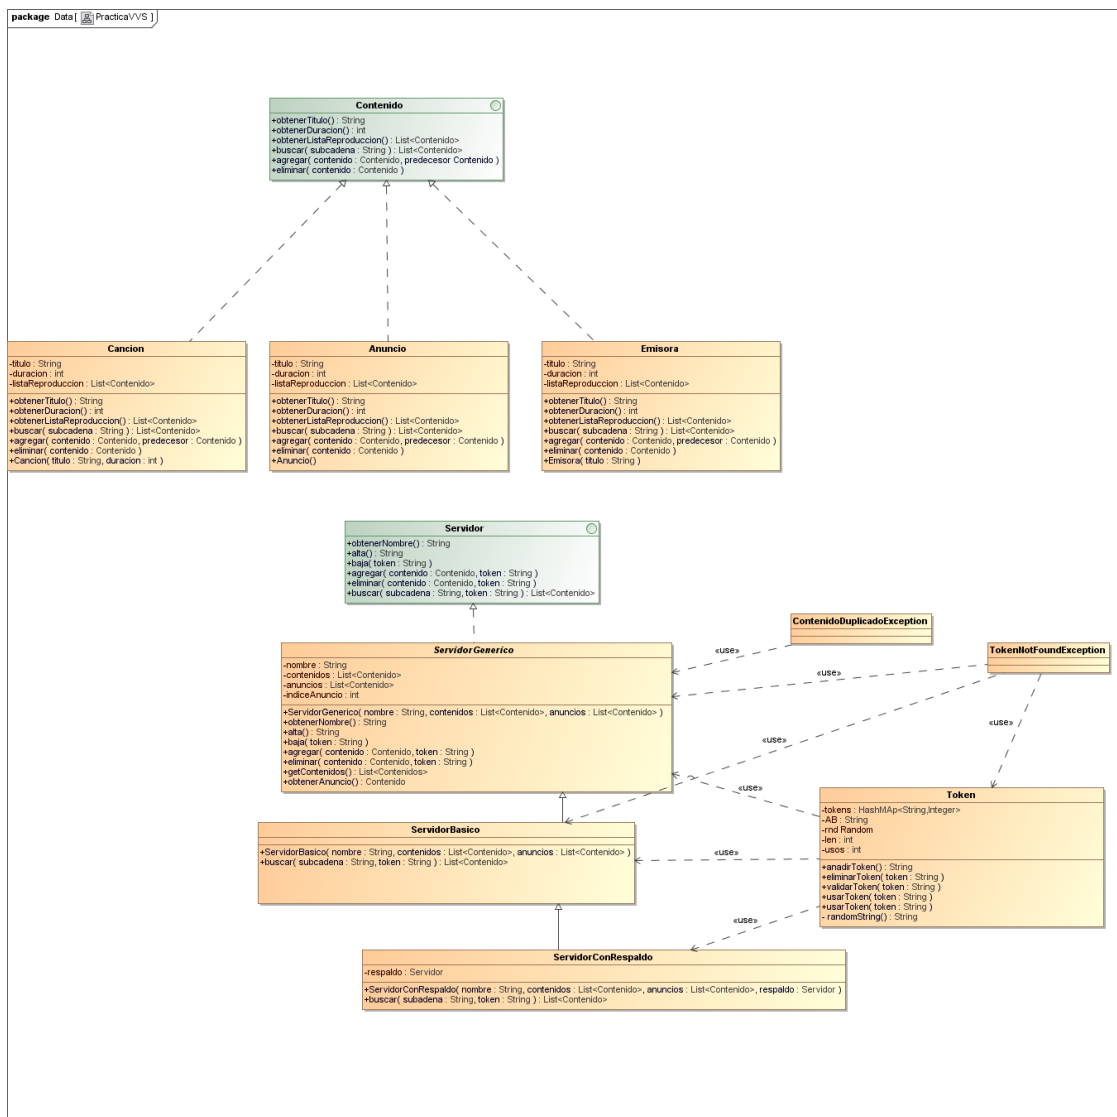 package Data[ PracticaVVS ]
Contenido
+obtenerTitulo() : String
+obtenerDuracion() : int
+obtenerListaReproduccion() : List<Contenido>
+buscar( subcadena : String ) : List<Contenido>
+agregar( contenido : Contenido, predecesor Contenido )
+eliminar( contenido : Contenido )
Cancion
-titulo : String
-duracion : int
-listaReproduccion : List<Contenido>
+obtenerTitulo() : String
+obtenerDuracion() : int
+obtenerListaReproduccion() : List<Contenido>
+buscar( subcadena : String ) : List<Contenido>
+agregar( contenido : Contenido, predecesor : Contenido )
+eliminar( contenido : Contenido )
+Cancion( titulo : String, duracion : int )
Anuncio
-titulo : String
-duracion : int
-listaReproduccion : List<Contenido>
+obtenerTitulo() : String
+obtenerDuracion() : int
+obtenerListaReproduccion() : List<Contenido>
+buscar( subcadena : String ) : List<Contenido>
+agregar( contenido : Contenido, predecesor : Contenido )
+eliminar( contenido : Contenido )
+Anuncio()
Emisora
-titulo : String
-duracion : int
-listaReproduccion : List<Contenido>
+obtenerTitulo() : String
+obtenerDuracion() : int
+obtenerListaReproduccion() : List<Contenido>
+buscar( subcadena : String ) : List<Contenido>
+agregar( contenido : Contenido, predecesor : Contenido )
+eliminar( contenido : Contenido )
+Emisora( titulo : String )
Servidor
+obtenerNombre() : String
+alta() : String
+baja( token : String )
+agregar( contenido : Contenido, token : String )
+eliminar( contenido : Contenido, token : String )
+buscar( subcadena : String, token : String ) : List<Contenido>
ContenidoDuplicadoException
TokenNotFoundException
«use»
«use»
«use»
«use»
«use»
«use»
«use»
ServidorGenerico
-nombre : String
-contenidos : List<Contenido>
-anuncios : List<Contenido>
-indiceAnuncio : int
+ServidorGenerico( nombre : String, contenidos : List<Contenido>, anuncios : List<Contenido> )
+obtenerNombre() : String
+alta() : String
+baja( token : String )
+agregar( contenido : Contenido, token : String )
+eliminar( contenido : Contenido, token : String )
+getContenidos() : List<Contenidos>
+obtenerAnuncio() : Contenido
Token
-tokens : HashMAp<String,Integer>
-AB : String
-rnd Random
-len : int
-usos : int
+anadirToken() : String
+eliminarToken( token : String )
+validarToken( token : String )
+usarToken( token : String )
+usarToken( token : String )
- randomString() : String
ServidorBasico
+ServidorBasico( nombre : String, contenidos : List<Contenido>, anuncios : List<Contenido> )
+buscar( subcadena : String, token : String ) : List<Contenido>
ServidorConRespaldo
-respaldo : Servidor
+ServidorConRespaldo( nombre : String, contenidos : List<Contenido>, anuncios : List<Contenido>, respaldo : Servidor )
+buscar( subadena : String, token : String ) : List<Contenido>